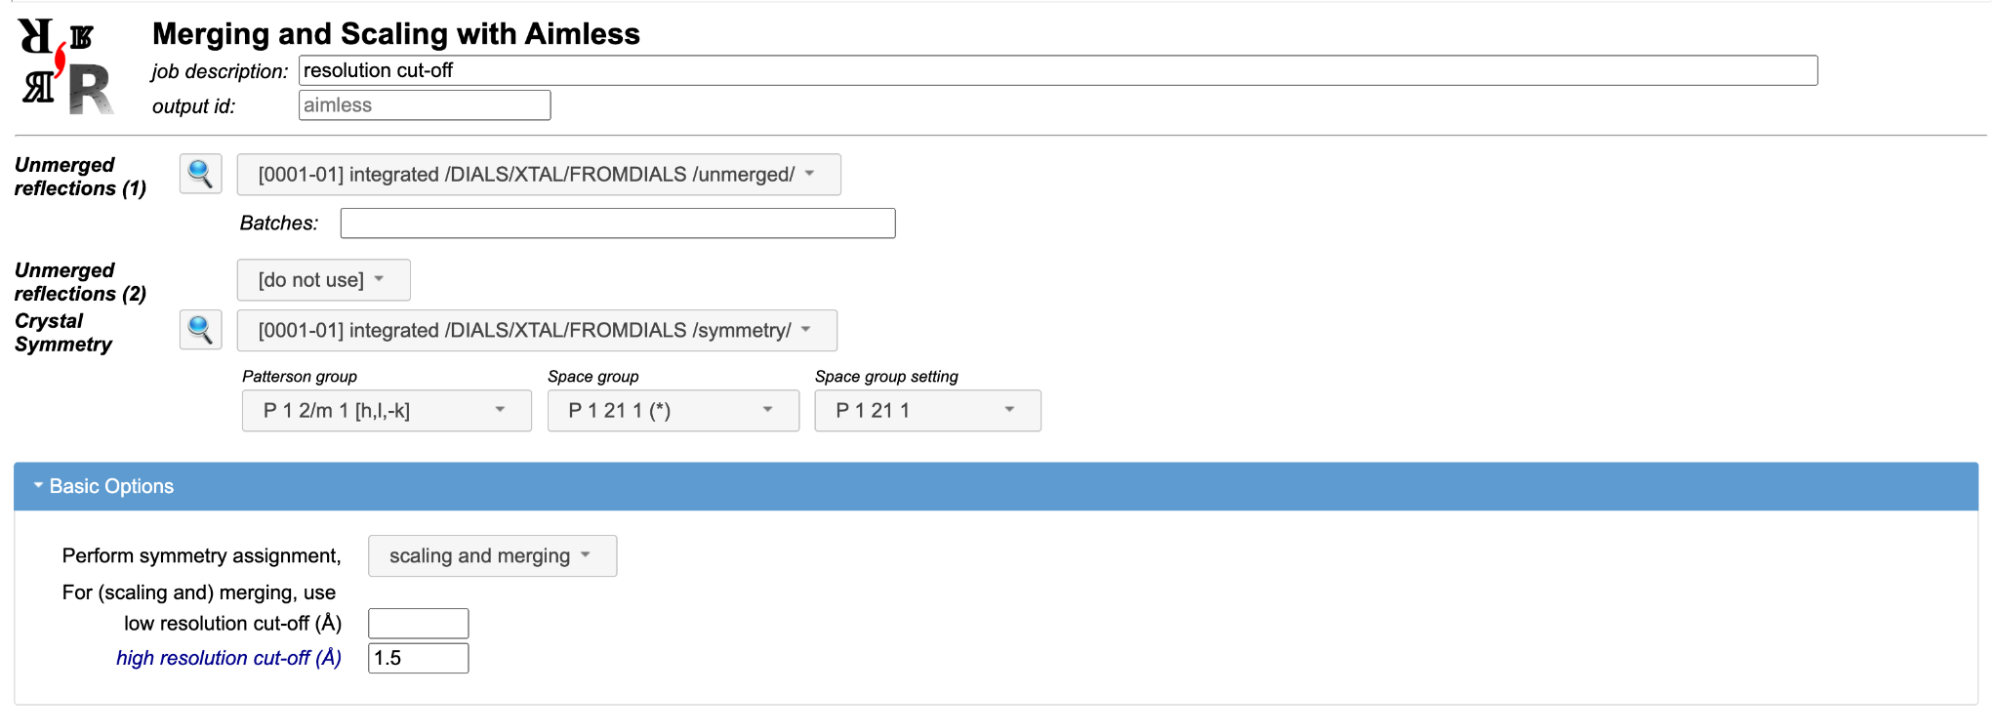 Merging and Scaling with Aimless
job description: resolution cut-off
output id: aimless
Unmerged
reflections (1)
[0001-01] integrated /DIALS/XTAL/FROMDIALS /unmerged/
Batches:
Unmerged
reflections (2)
[do not use]
Crystal
Symmetry
[0001-01] integrated /DIALS/XTAL/FROMDIALS /symmetry/
Patterson group Space group Space group setting
P 1 2/m 1 [h,l,-k] P 1 21 1 (*) P 1 21 1
Basic Options
Perform symmetry assignment, scaling and merging
For (scaling and) merging, use
low resolution cut-off (Å)
high resolution cut-off (Å) 1.5